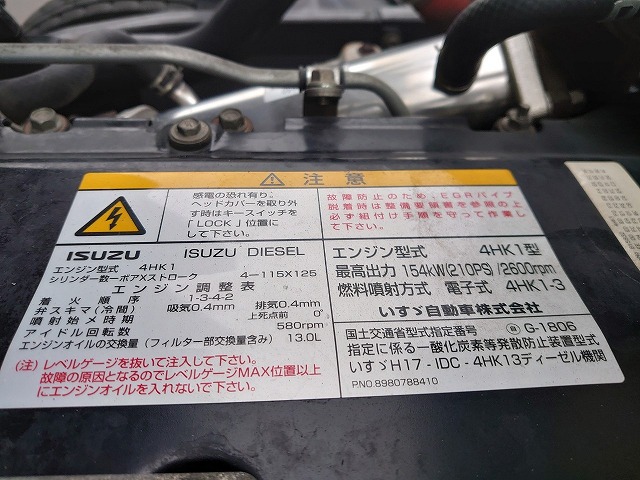 ⚠ 注意
感電の恐れ有り。
ヘッドカバーを取り外
す時はキースイッチを
「LOCK」位置に
して下さい。
故障防止のため、EGRパイプ
脱着時は整備要領書を参照の上
必ず組付け手順を守って作業し
て下さい。
ISUZU ISUZU DIESEL
エンジン型式 4HK1
シリンダー数ーボアXストローク 4-115X125
エンジン調整表
着火順序 1-3-4-2
弁スキマ(冷間) 吸気0.4mm 排気0.4mm
噴射始メ時期 上死点前 0°
アイドル回転数 580rpm
エンジンオイルの交換量(フィルター部交換量含み) 13.0L
(注) レベルゲージを抜いて注入して下さい。
故障の原因となるのでレベルゲージMAX位置以上
にエンジンオイルを入れないで下さい。
エンジン型式 4HK1型
最高出力 154kW(210PS)/2600rpm
燃料噴射方式 電子式 4HK1-3
いすゞ自動車株式会社
国土交通省型式指定番号 G-1806
指定に係る一酸化炭素等発散防止装置型式
いすゞH17-IDC-4HK13ディーゼル機関
P.NO.8980788410